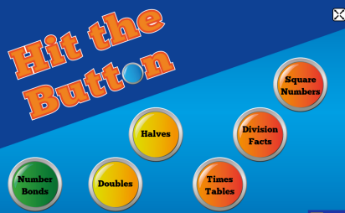 Hit the
Button
Square
Numbers
Halves
Division
Facts
Number
Bonds
Doubles
Times
Tables